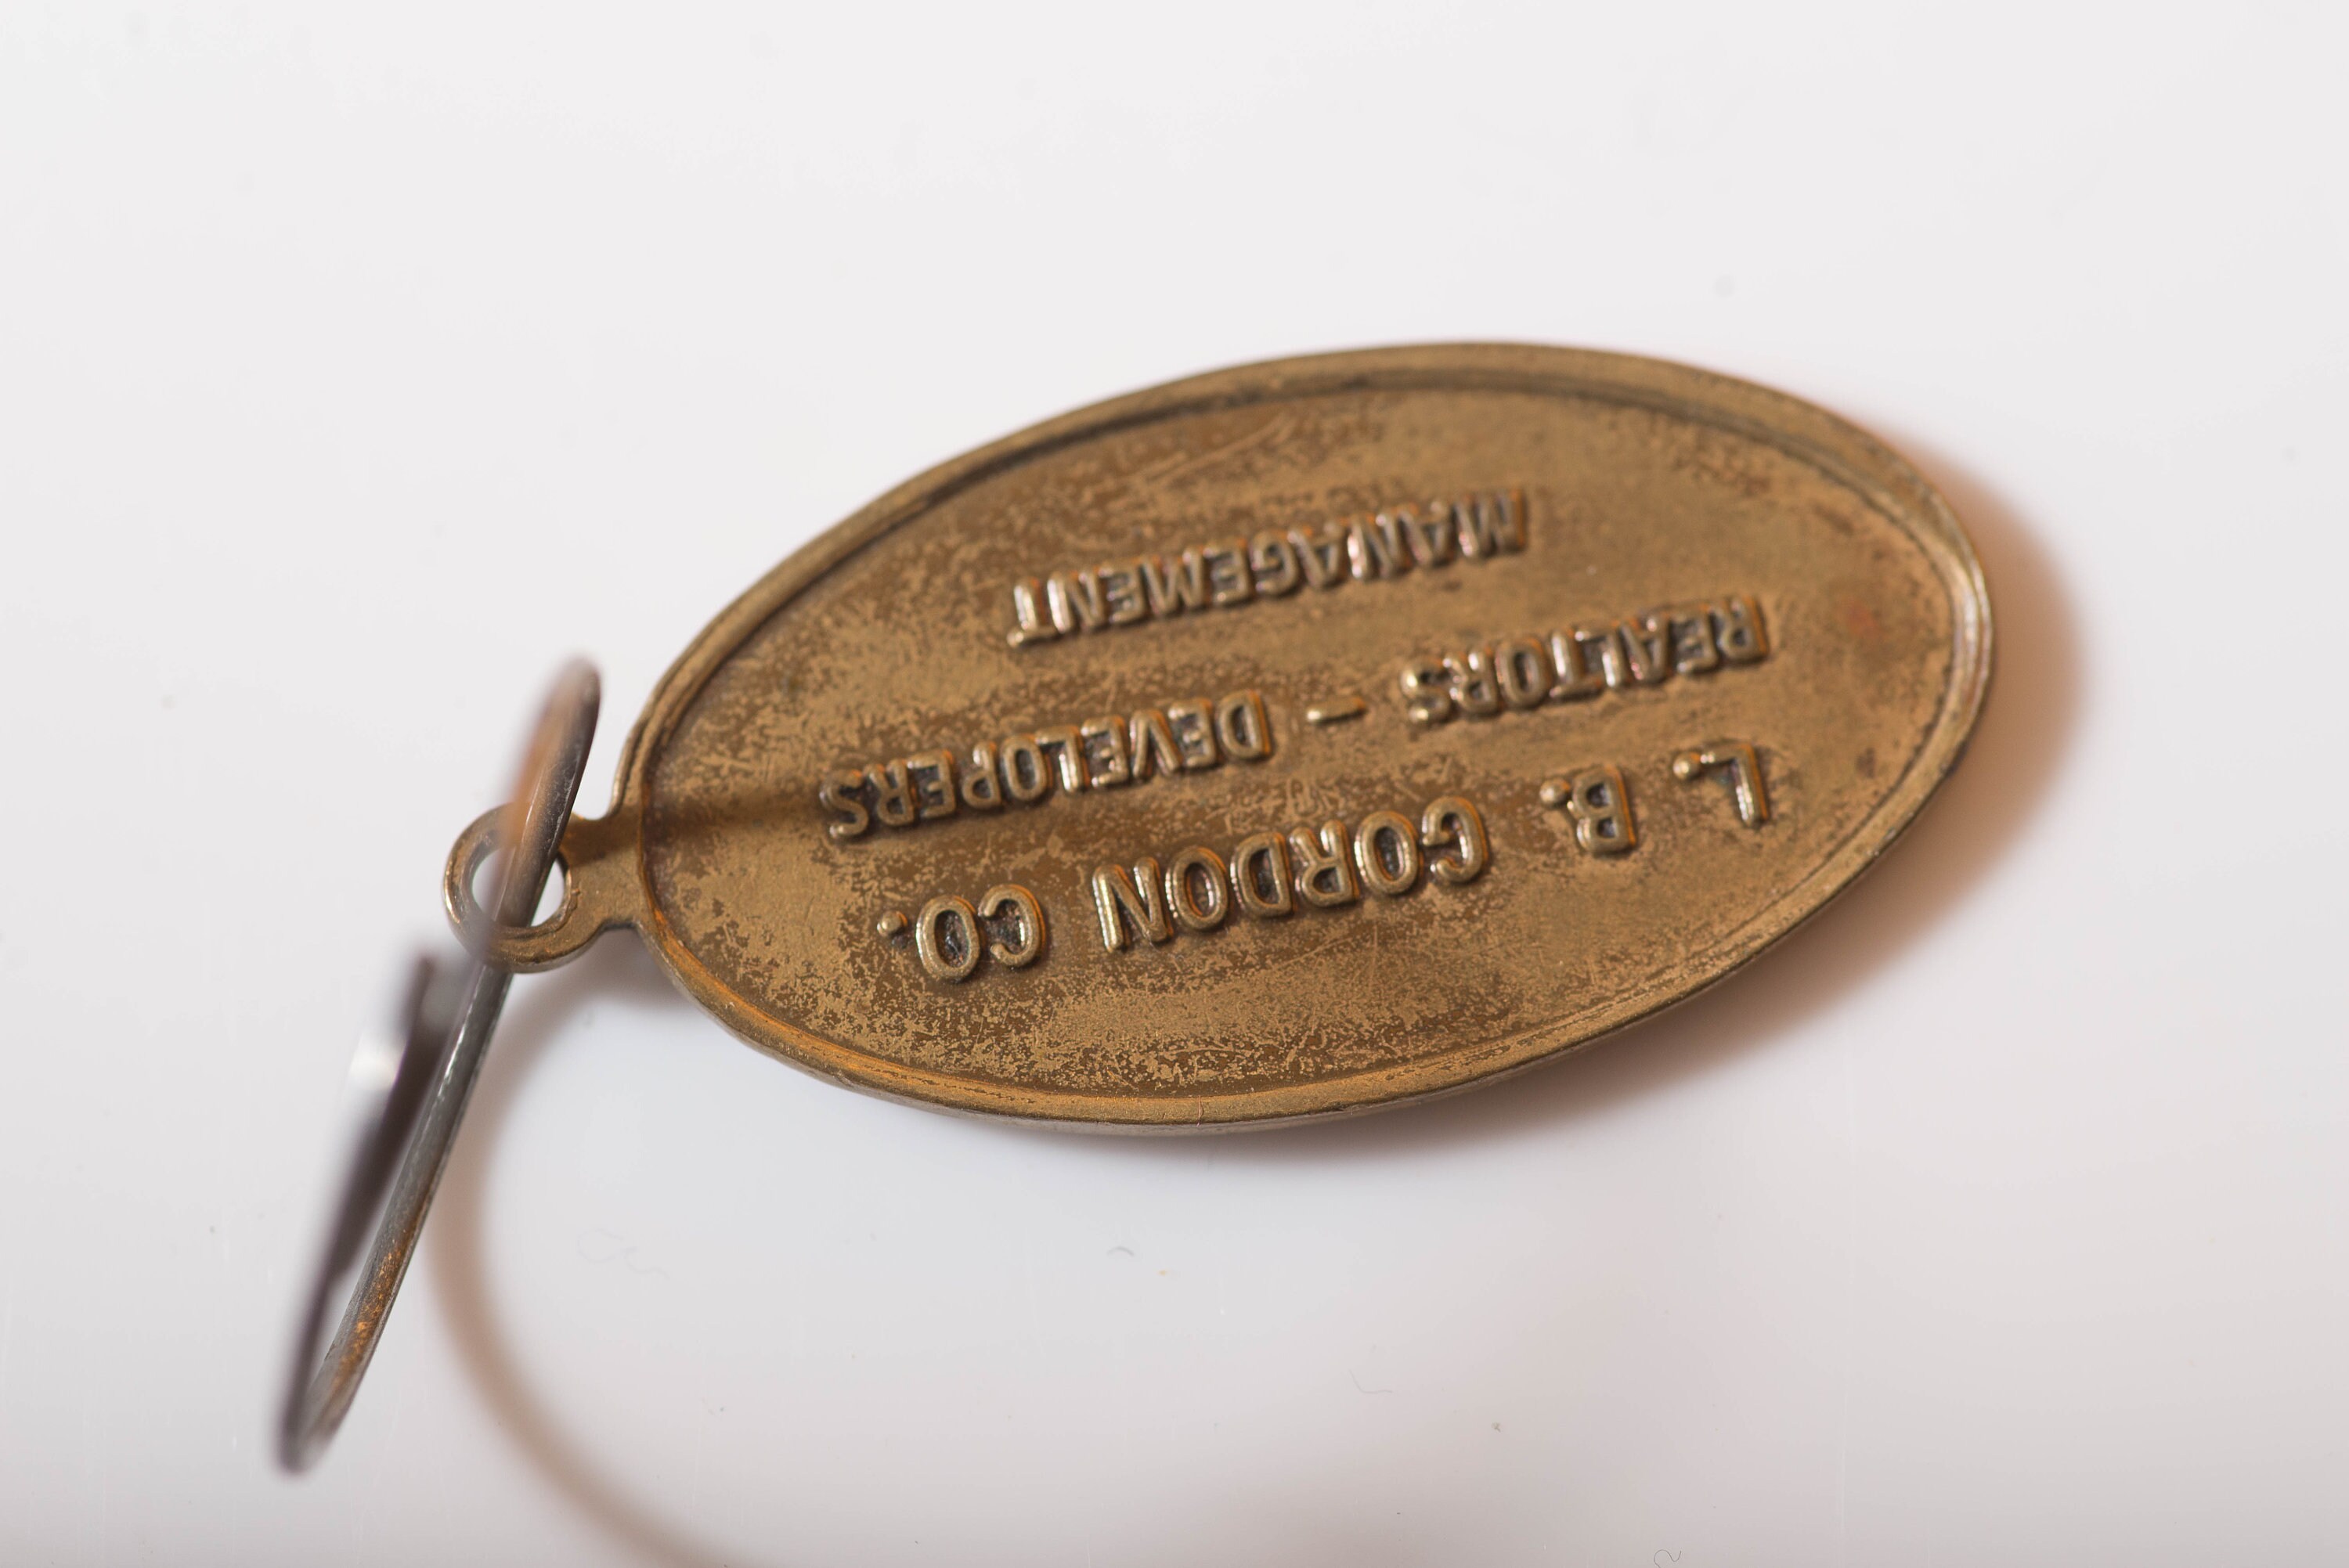 L. B. GORDON CO.
REALTORS – DEVELOPERS
MANAGEMENT